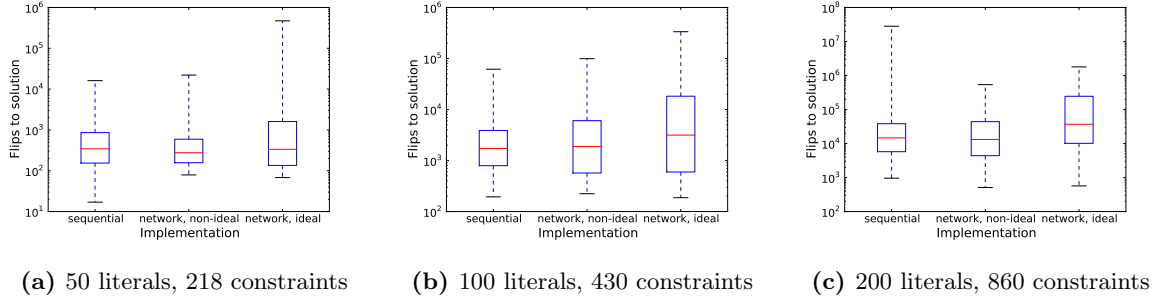 10^6
10^5
10^4
10^3
10^2
10^1
Flips to solution
sequential network, non-ideal network, ideal
Implementation
(a) 50 literals, 218 constraints
10^6
10^5
10^4
10^3
10^2
Flips to solution
sequential network, non-ideal network, ideal
Implementation
(b) 100 literals, 430 constraints
10^8
10^7
10^6
10^5
10^4
10^3
10^2
Flips to solution
sequential network, non-ideal network, ideal
Implementation
(c) 200 literals, 860 constraints